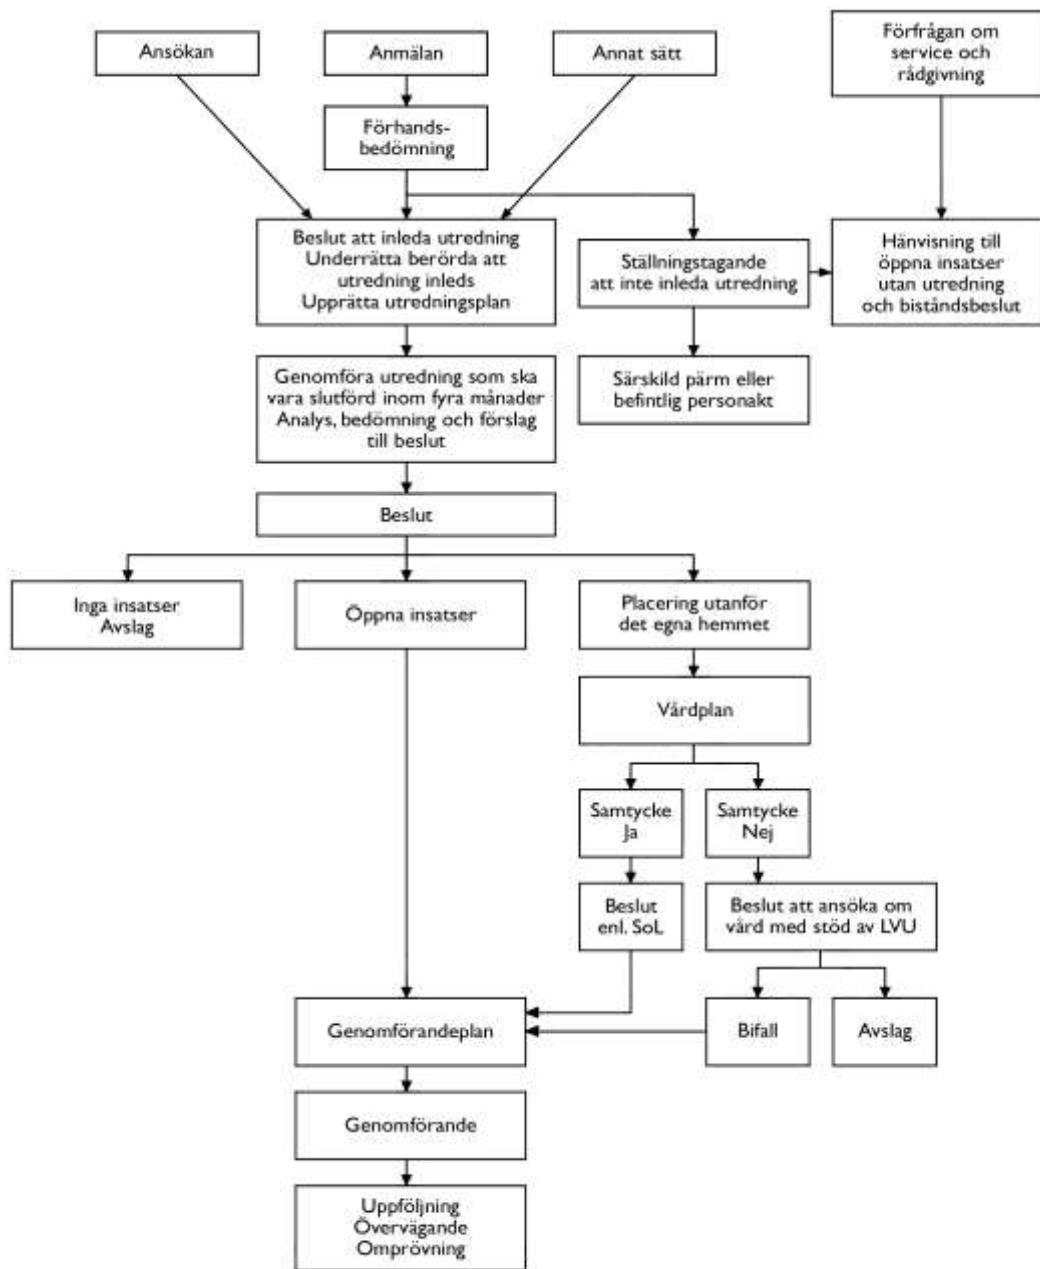 Ansökan
Anmälan
Annat sätt
Förfrågan om
service och
rådgivning
Förhands-
bedömning
Beslut att inleda utredning
Underrätta berörda att
utredning inleds
Upprätta utredningsplan
Ställningstagande
att inte inleda utredning
Hänvisning till
öppna insatser
utan utredning
och biståndsbeslut
Genomföra utredning som ska
vara slutförd inom fyra månader
Analys, bedömning och förslag
till beslut
Särskild pärm eller
befintlig personakt
Beslut
Inga insatser
Avslag
Öppna insatser
Placering utanför
det egna hemmet
Vårdplan
Samtycke
Ja
Samtycke
Nej
Beslut
enl. SoL
Beslut att ansöka om
vård med stöd av LVU
Genomförandeplan
Bifall
Avslag
Genomförande
Uppföljning
Övervägande
Omprövning